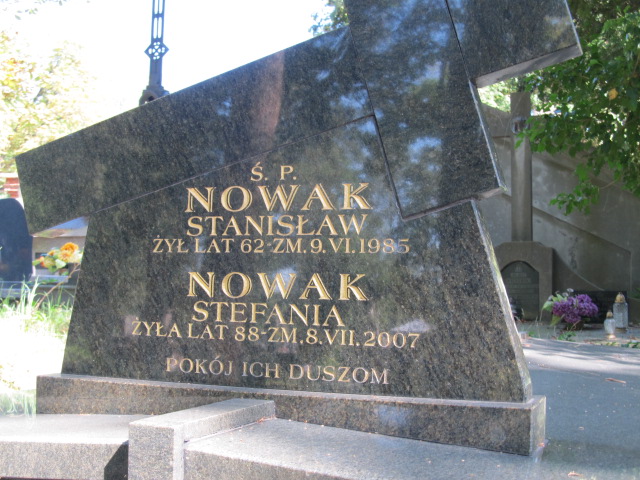 Ś. P.
NOWAK
STANISŁAW
ŻYŁ LAT 62-ZM. 9. VI. 1985
NOWAK
STEFANIA
ŻYŁA LAT 88-ZM. 8. VII. 2007
POKÓJ ICH DUSZOM